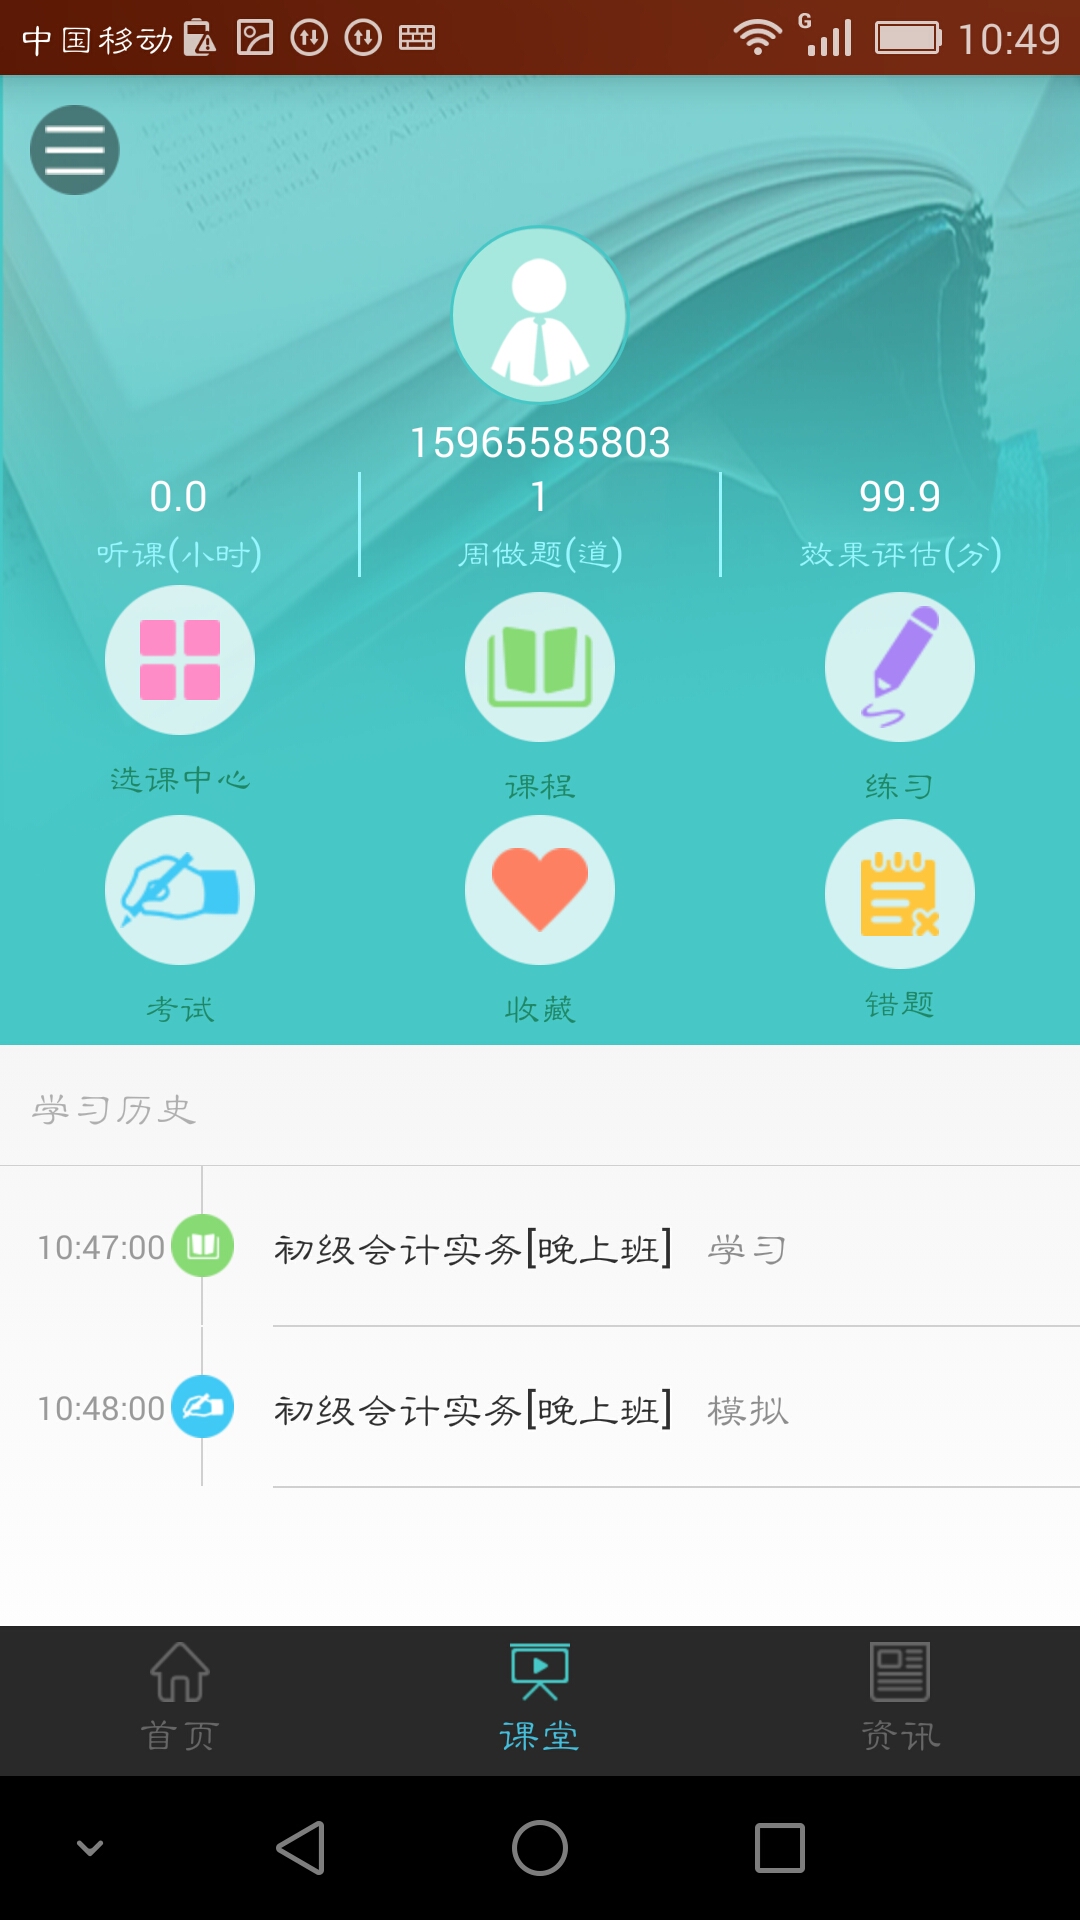 中国移动 G 10:49
15965585803
0.0 1 99.9
听课(小时) 周做题(道) 效果评估(分)
选课中心 课程 练习
考试 收藏 错题
学习历史
10:47:00 初级会计实务[晚上班] 学习
10:48:00 初级会计实务[晚上班] 模拟
首页 课堂 资讯